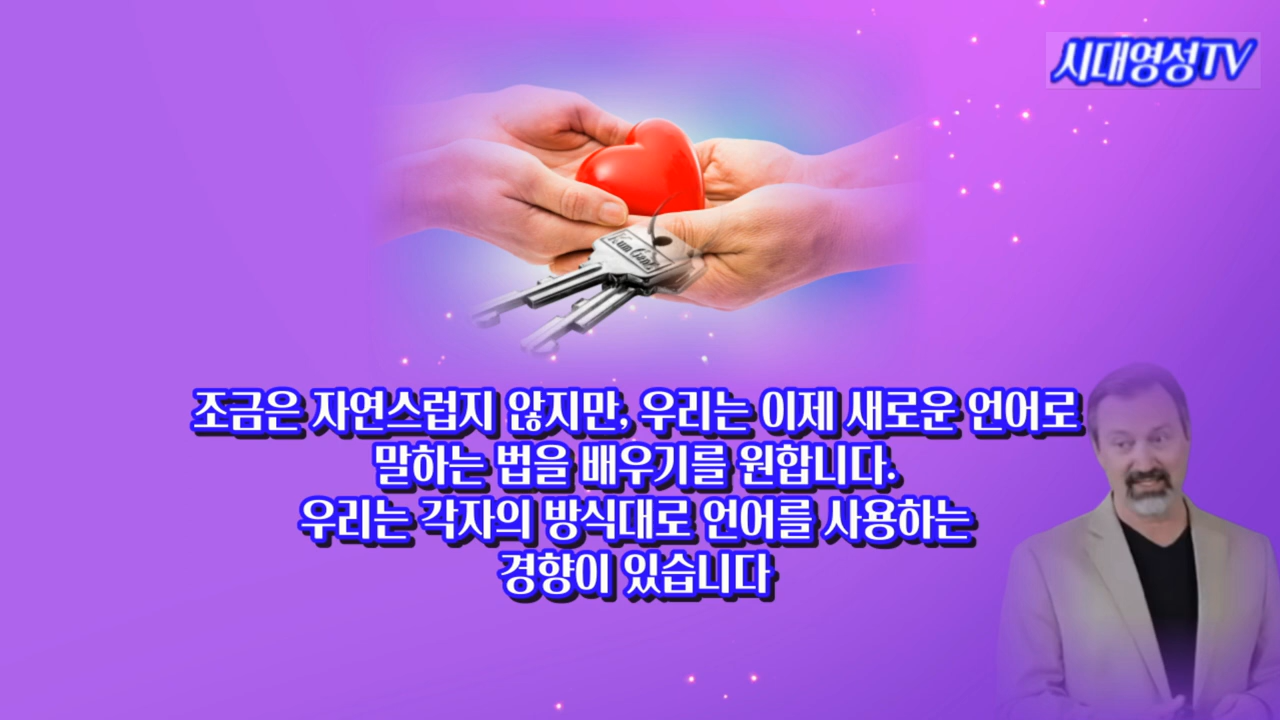 시대영성TV
조금은 자연스럽지 않지만, 우리는 이제 새로운 언어로
말하는 법을 배우기를 원합니다.
우리는 각자의 방식대로 언어를 사용하는
경향이 있습니다